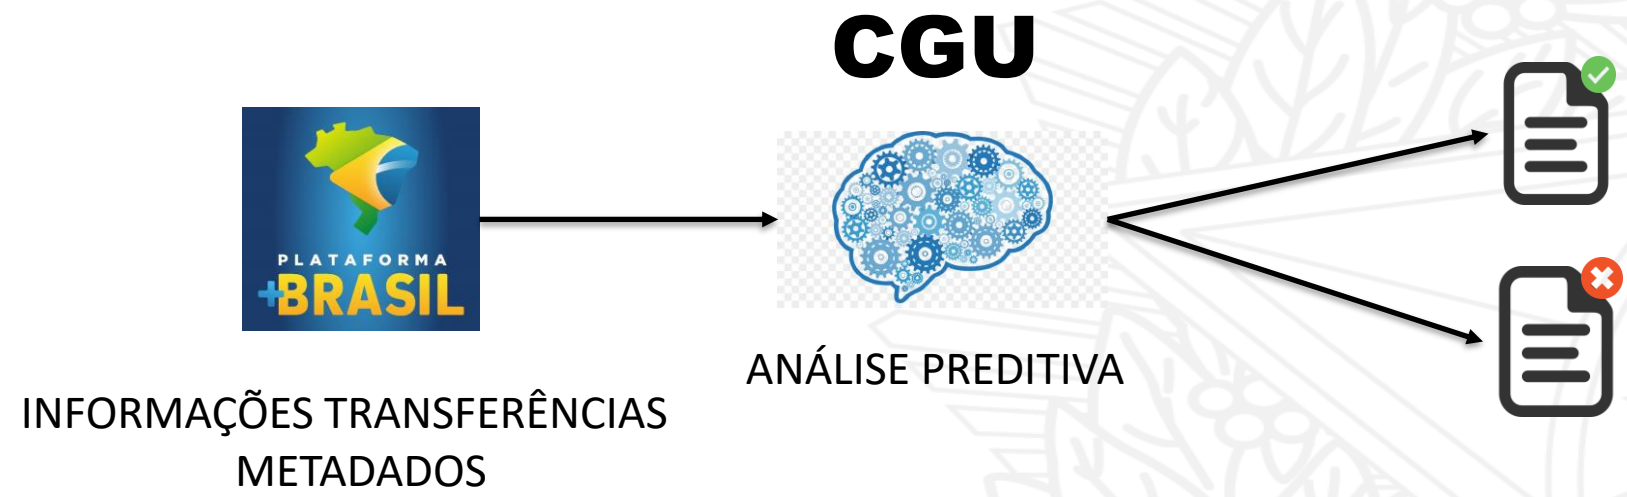 CGU
PLATAFORMA
+BRASIL
ANÁLISE PREDITIVA
INFORMAÇÕES TRANSFERÊNCIAS
METADADOS